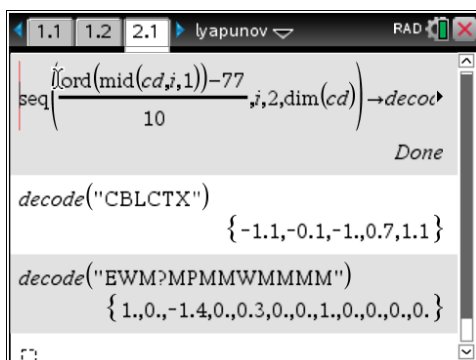 1.1 1.2 2.1 lyapunov RAD
seq((ord(mid(cd,i,1))−77)/10,i,2,dim(cd))→decod
Done
decode("CBLCTX")
{-1.1,-0.1,-1.,0.7,1.1}
decode("EWM?MPMMWMMMM")
{1.,0.,-1.4,0.,0.3,0.,0.,1.,0.,0.,0.,0.}